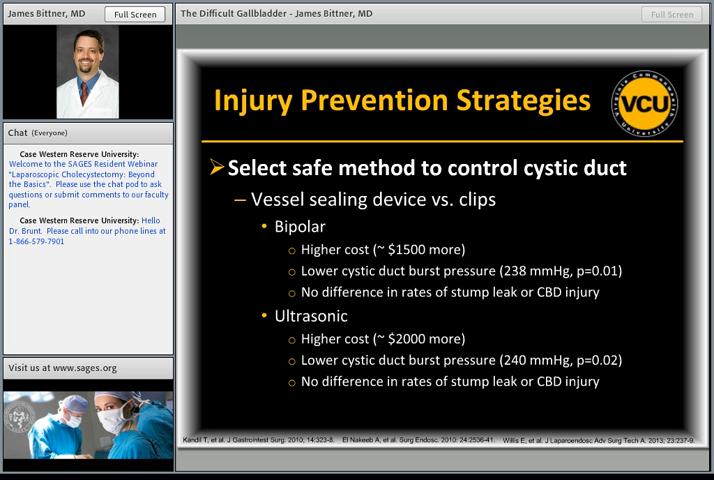 James Bittner, MD
Full Screen
The Difficult Gallbladder - James Bittner, MD
Full Screen
Chat (Everyone)
Case Western Reserve University:
Welcome to the SAGES Resident Webinar
"Laparoscopic Cholecystectomy: Beyond
the Basics". Please use the chat pod to ask
questions or submit comments to our faculty
panel.
Case Western Reserve University: Hello
Dr. Brunt. Please call into our phone lines at
1-866-579-7901
Visit us at www.sages.org
Injury Prevention Strategies
Virginia Commonwealth University
VCU
➢Select safe method to control cystic duct
– Vessel sealing device vs. clips
• Bipolar
○ Higher cost (~ $1500 more)
○ Lower cystic duct burst pressure (238 mmHg, p=0.01)
○ No difference in rates of stump leak or CBD injury
• Ultrasonic
○ Higher cost (~ $2000 more)
○ Lower cystic duct burst pressure (240 mmHg, p=0.02)
○ No difference in rates of stump leak or CBD injury
Kandil T, et al. J Gastrointest Surg. 2010; 14:323-8. El Nakeeb A, et al. Surg Endosc. 2010; 24:2536-41. Willis E, et al. J Laparoendosc Adv Surg Tech A. 2013; 23:237-9.